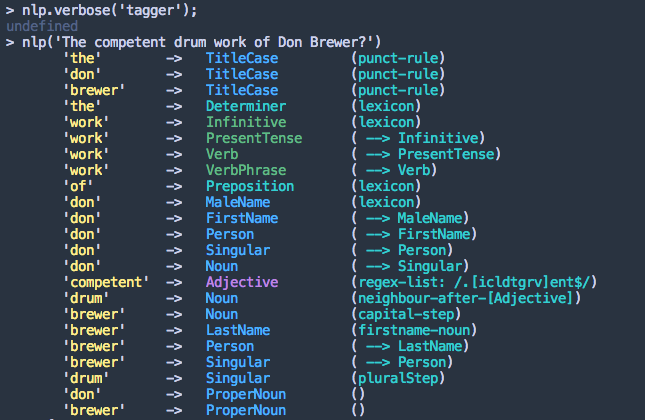 > nlp.verbose('tagger');
undefined
> nlp('The competent drum work of Don Brewer?')
'the' -> TitleCase (punct-rule)
'don' -> TitleCase (punct-rule)
'brewer' -> TitleCase (punct-rule)
'the' -> Determiner (lexicon)
'work' -> Infinitive (lexicon)
'work' -> PresentTense ( --> Infinitive)
'work' -> Verb ( --> PresentTense)
'work' -> VerbPhrase ( --> Verb)
'of' -> Preposition (lexicon)
'don' -> MaleName (lexicon)
'don' -> FirstName ( --> MaleName)
'don' -> Person ( --> FirstName)
'don' -> Singular ( --> Person)
'don' -> Noun ( --> Singular)
'competent' -> Adjective (regex-list: /.[icldtgrv]ent$/)
'drum' -> Noun (neighbour-after-[Adjective])
'brewer' -> Noun (capital-step)
'brewer' -> LastName (firstname-noun)
'brewer' -> Person ( --> LastName)
'brewer' -> Singular ( --> Person)
'drum' -> Singular (pluralStep)
'don' -> ProperNoun ()
'brewer' -> ProperNoun ()